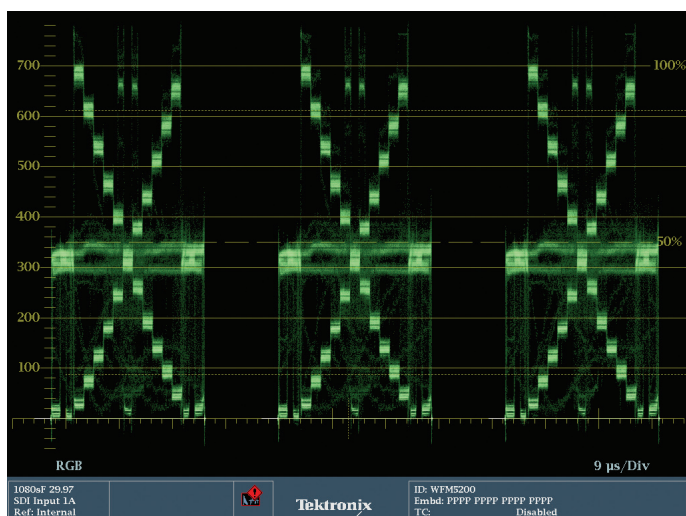 700
100%
600
500
400
50%
300
200
100
RGB
9 µs/Div
1080sF 29.97
SDI Input 1A
Ref: Internal
Tektronix
ID: WFM5200
Embd: PPPP PPPP PPPP PPPP
TC: Disabled